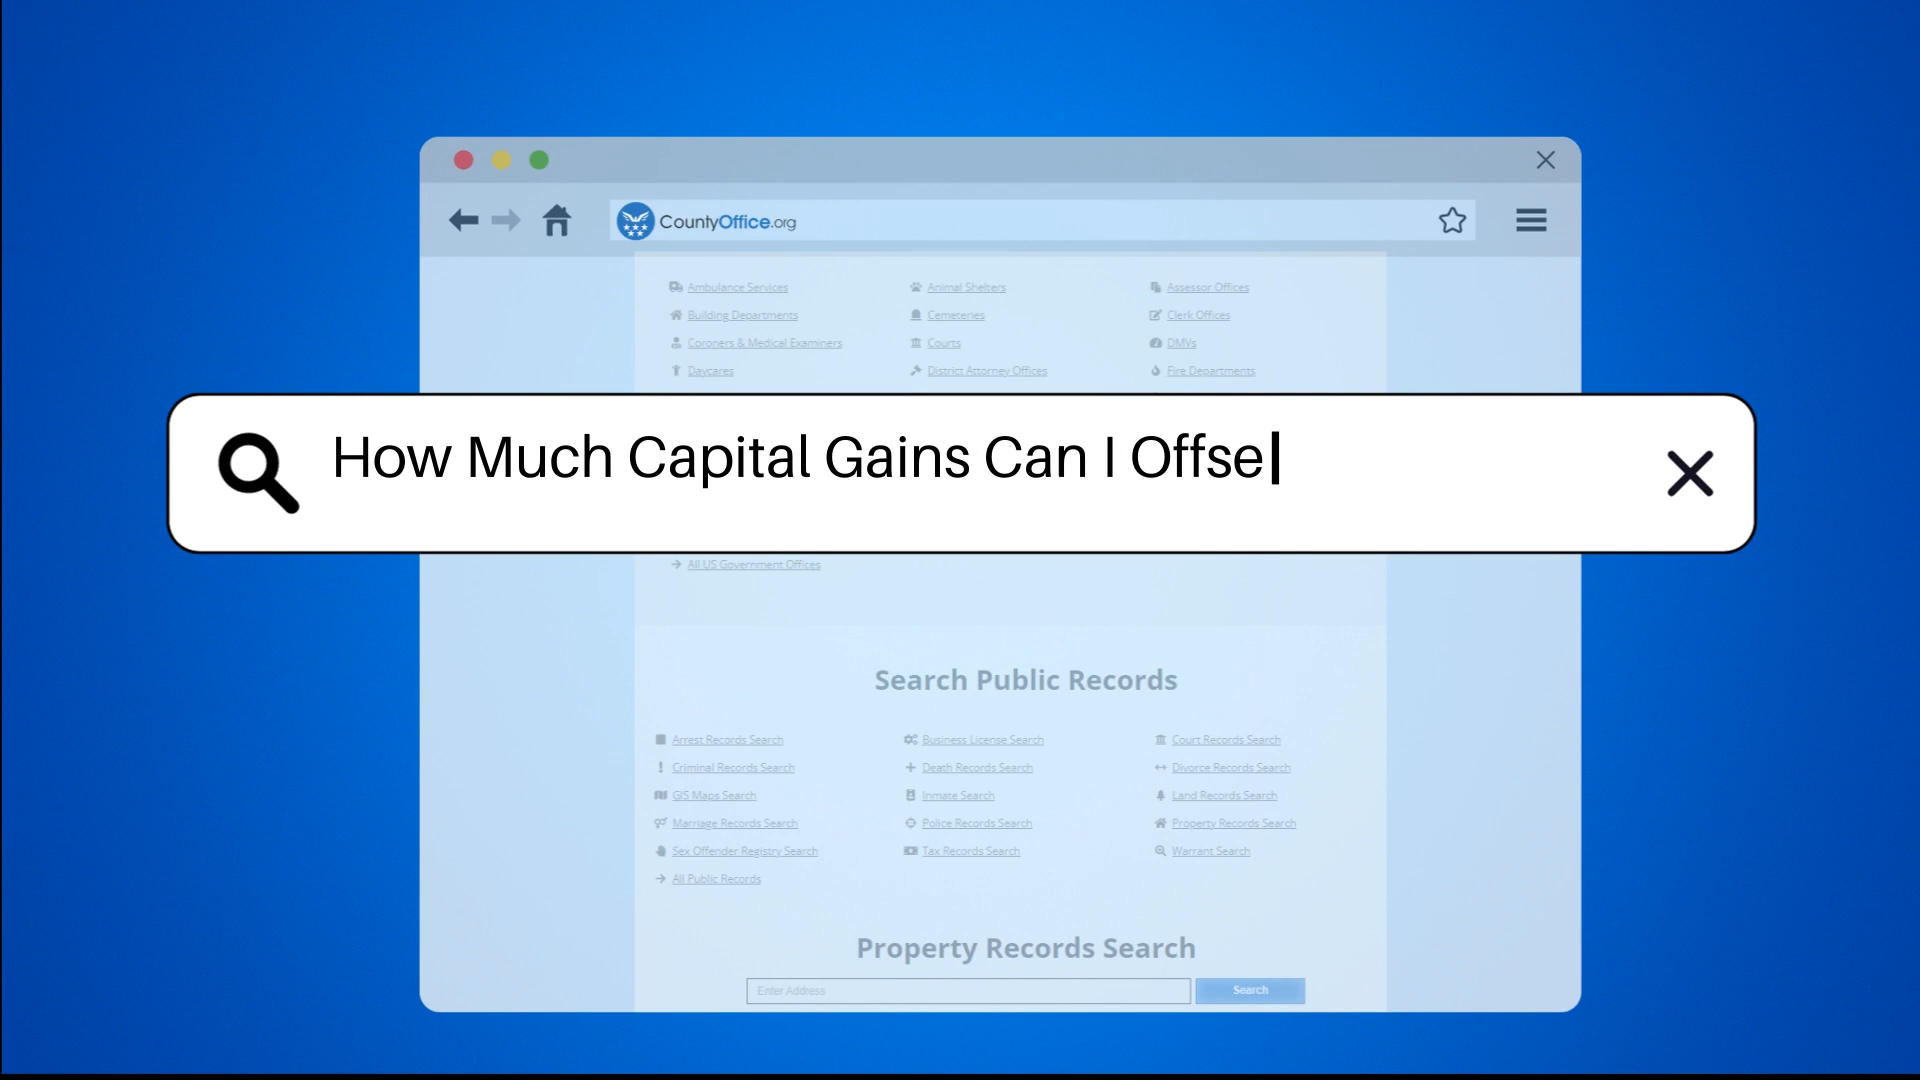 CountyOffice.org
Ambulance Services Animal Shelters Assessor Offices
Building Departments Cemeteries Clerk Offices
Coroners & Medical Examiners Courts DMVs
Daycares District Attorney Offices Fire Departments
How Much Capital Gains Can I Offse
All US Government Offices
Search Public Records
Arrest Records Search Business License Search Court Records Search
Criminal Records Search Death Records Search Divorce Records Search
GIS Maps Search Inmate Search Land Records Search
Marriage Records Search Police Records Search Property Records Search
Sex Offender Registry Search Tax Records Search Warrant Search
All Public Records
Property Records Search
Enter Address Search